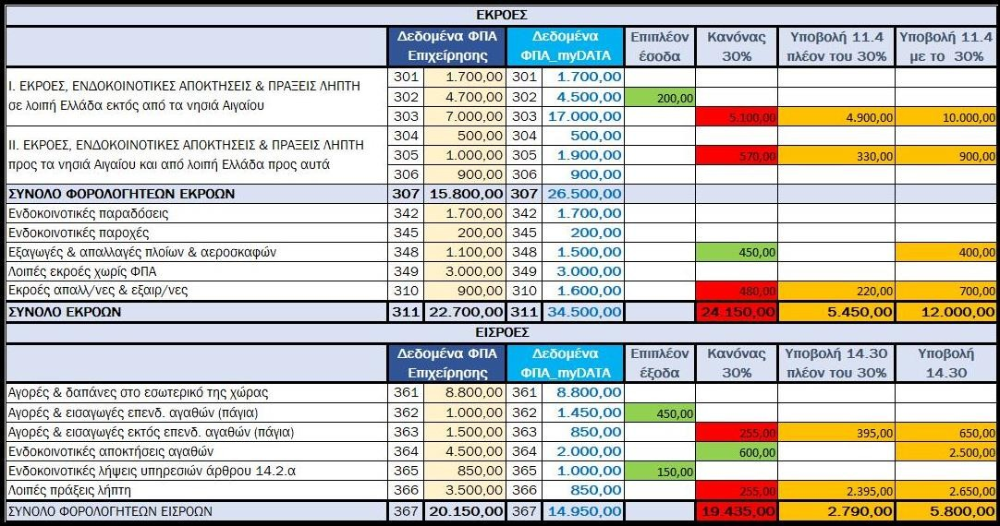 ΕΚΡΟΕΣ
Δεδομένα ΦΠΑ Επιχείρησης Δεδομένα ΦΠΑ_myDATA Επιπλέον έσοδα Κανόνας 30% Υποβολή 11.4 πλέον του 30% Υποβολή 11.4 με το 30%
Ι. ΕΚΡΟΕΣ, ΕΝΔΟΚΟΙΝΟΤΙΚΕΣ ΑΠΟΚΤΗΣΕΙΣ & ΠΡΑΞΕΙΣ ΛΗΠΤΗ
σε λοιπή Ελλάδα εκτός από τα νησιά Αιγαίου
301 1.700,00 301 1.700,00
302 4.700,00 302 4.500,00 200,00
303 7.000,00 303 17.000,00 5.100,00 4.900,00 10.000,00
ΙΙ. ΕΚΡΟΕΣ, ΕΝΔΟΚΟΙΝΟΤΙΚΕΣ ΑΠΟΚΤΗΣΕΙΣ & ΠΡΑΞΕΙΣ ΛΗΠΤΗ
προς τα νησιά Αιγαίου και από λοιπή Ελλάδα προς αυτά
304 500,00 304 500,00
305 1.000,00 305 1.900,00 570,00 330,00 900,00
306 900,00 306 900,00
ΣΥΝΟΛΟ ΦΟΡΟΛΟΓΗΤΕΩΝ ΕΚΡΟΩΝ 307 15.800,00 307 26.500,00
Ενδοκοινοτικές παραδόσεις 342 1.700,00 342 1.700,00
Ενδοκοινοτικές παροχές 345 200,00 345 200,00
Εξαγωγές & απαλλαγές πλοίων & αεροσκαφών 348 1.100,00 348 1.500,00 450,00 400,00
Λοιπές εκροές χωρίς ΦΠΑ 349 3.000,00 349 3.000,00
Εκροές απαλλ/νες & εξαιρ/νες 310 900,00 310 1.600,00 480,00 220,00 700,00
ΣΥΝΟΛΟ ΕΚΡΟΩΝ 311 22.700,00 311 34.500,00 24.150,00 5.450,00 12.000,00
ΕΙΣΡΟΕΣ
Δεδομένα ΦΠΑ Επιχείρησης Δεδομένα ΦΠΑ_myDATA Επιπλέον έξοδα Κανόνας 30% Υποβολή 14.30 πλέον του 30% Υποβολή 14.30
Αγορές & δαπάνες στο εσωτερικό της χώρας 361 8.800,00 361 8.800,00
Αγορές & εισαγωγές επενδ. αγαθών (πάγια) 362 1.000,00 362 1.450,00 450,00
Αγορές & εισαγωγές εκτός επενδ. αγαθών (πάγια) 363 1.500,00 363 850,00 255,00 395,00 650,00
Ενδοκοινοτικές αποκτήσεις αγαθών 364 4.500,00 364 2.000,00 600,00 2.500,00
Ενδοκοινοτικές λήψεις υπηρεσιών άρθρου 14.2.α 365 850,00 365 1.000,00 150,00
Λοιπές πράξεις λήπτη 366 3.500,00 366 850,00 255,00 2.395,00 2.650,00
ΣΥΝΟΛΟ ΦΟΡΟΛΟΓΗΤΕΩΝ ΕΙΣΡΟΩΝ 367 20.150,00 367 14.950,00 19.435,00 2.790,00 5.800,00